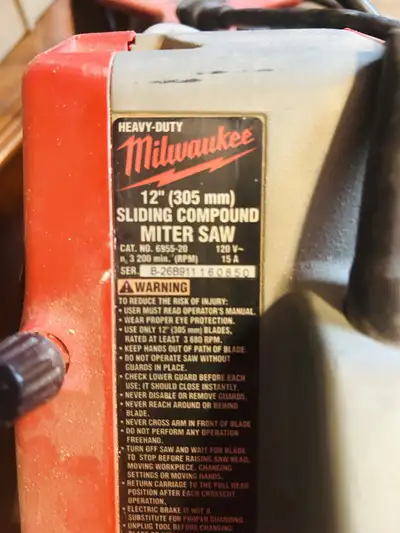 HEAVY-DUTY
Milwaukee
12" (305 mm)
SLIDING COMPOUND
MITER SAW
CAT. NO. 6955-20 120 V~
n, 3 200 min. (RPM) 15 A
SER. B-26B911160850
WARNING
TO REDUCE THE RISK OF INJURY:
• USER MUST READ OPERATOR'S MANUAL.
• WEAR PROPER EYE PROTECTION.
• USE ONLY 12" (305 mm) BLADES,
RATED AT LEAST 3 680 RPM.
• KEEP HANDS OUT OF PATH OF BLADE.
• DO NOT OPERATE SAW WITHOUT
GUARDS IN PLACE.
• CHECK LOWER GUARD BEFORE EACH
USE; IT SHOULD CLOSE INSTANTLY.
• NEVER DISABLE OR REMOVE GUARDS.
• NEVER REACH AROUND OR BEHIND
BLADE.
• NEVER CROSS ARM IN FRONT OF BLADE
• DO NOT PERFORM ANY OPERATION
FREEHAND.
• TURN OFF SAW AND WAIT FOR BLADE
TO STOP BEFORE RAISING SAW HEAD,
MOVING WORKPIECE, CHANGING
SETTINGS OR MOVING HANDS.
• RETURN CARRIAGE TO THE FULL REAR
POSITION AFTER EACH CROSSCUT
OPERATION.
• ELECTRIC BRAKE IS NOT A
SUBSTITUTE FOR PROPER GUARDING.
• UNPLUG TOOL BEFORE CHANGING